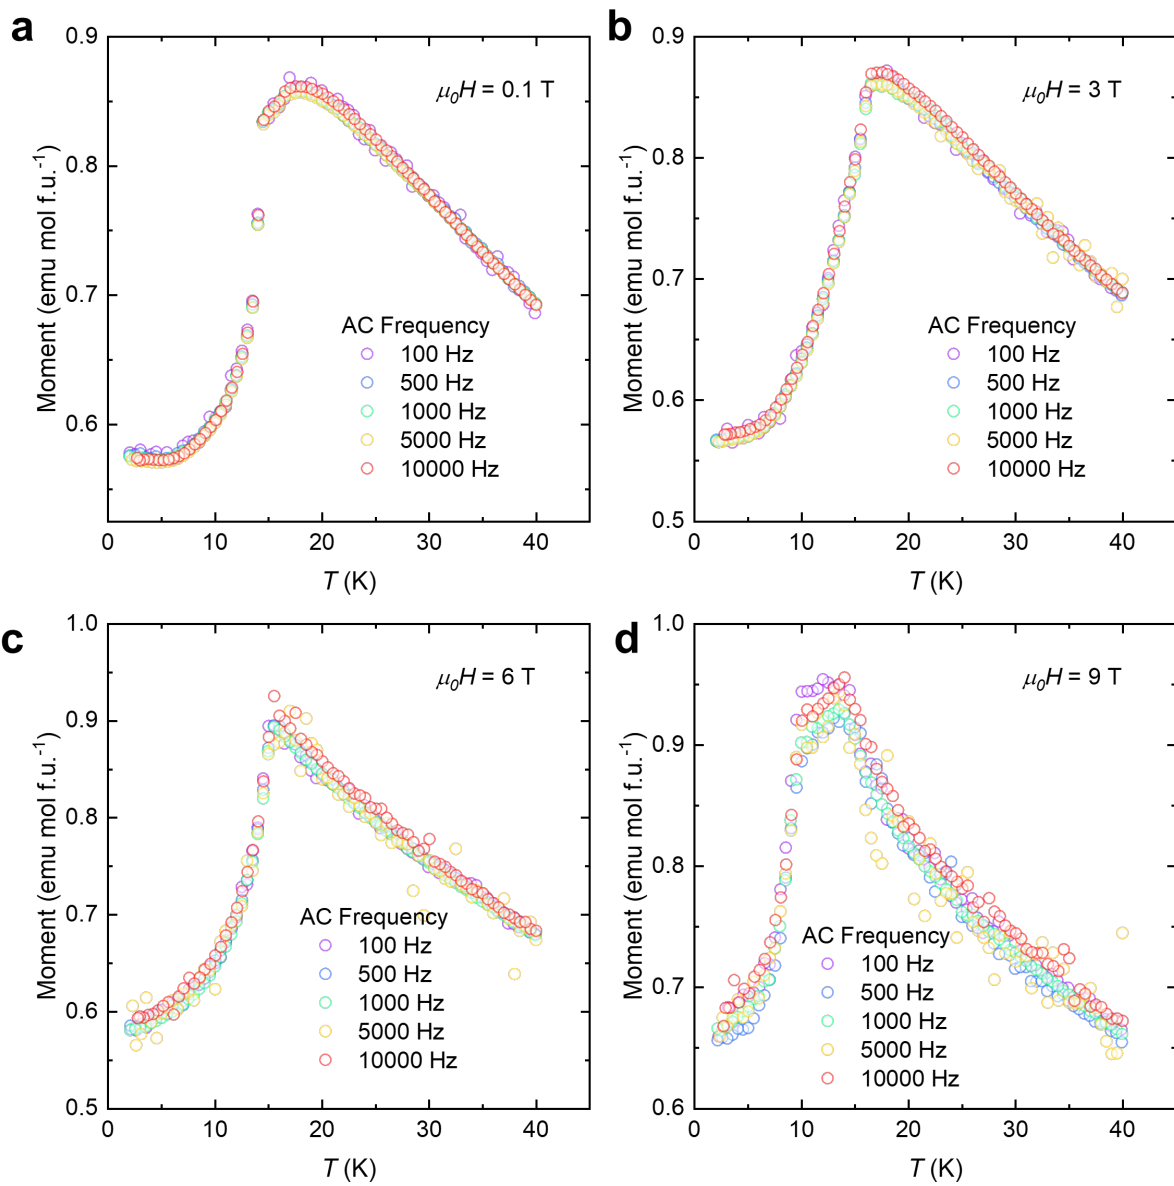 a
μ₀H = 0.1 T
Moment (emu mol f.u.⁻¹)
0.9
0.8
0.7
0.6
AC Frequency
100 Hz
500 Hz
1000 Hz
5000 Hz
10000 Hz
0 10 20 30 40
T (K)
b
μ₀H = 3 T
Moment (emu mol f.u.⁻¹)
0.9
0.8
0.7
0.6
0.5
AC Frequency
100 Hz
500 Hz
1000 Hz
5000 Hz
10000 Hz
0 10 20 30 40
T (K)
c
μ₀H = 6 T
Moment (emu mol f.u.⁻¹)
1.0
0.9
0.8
0.7
0.6
0.5
AC Frequency
100 Hz
500 Hz
1000 Hz
5000 Hz
10000 Hz
0 10 20 30 40
T (K)
d
μ₀H = 9 T
Moment (emu mol f.u.⁻¹)
1.0
0.9
0.8
0.7
0.6
AC Frequency
100 Hz
500 Hz
1000 Hz
5000 Hz
10000 Hz
0 10 20 30 40
T (K)